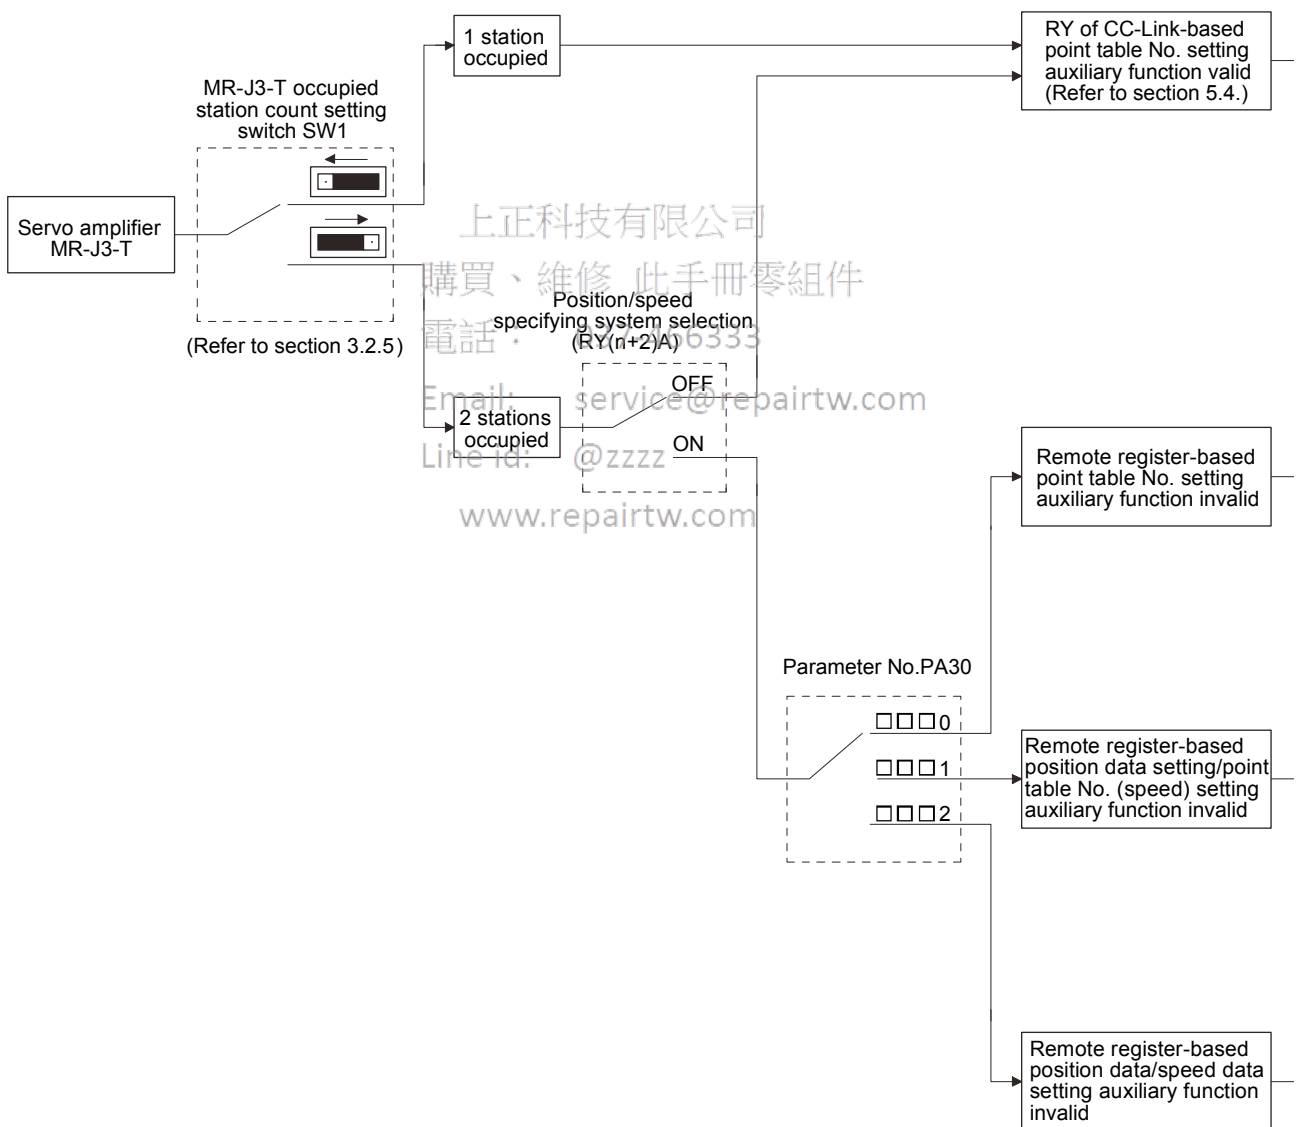 1 station
occupied
RY of CC-Link-based
point table No. setting
auxiliary function valid
(Refer to section 5.4.)
MR-J3-T occupied
station count setting
switch SW1
Servo amplifier
MR-J3-T
(Refer to section 3.2.5)
上正科技有限公司
購買、維修 此手冊零組件
電話： 037-466333
Email: service@repairtw.com
Line id: @zzzz
www.repairtw.com
Position/speed
specifying system selection
(RY(n+2)A)
OFF
ON
2 stations
occupied
Remote register-based
point table No. setting
auxiliary function invalid
Parameter No.PA30
□□□0
□□□1
□□□2
Remote register-based
position data setting/point
table No. (speed) setting
auxiliary function invalid
Remote register-based
position data/speed data
setting auxiliary function
invalid